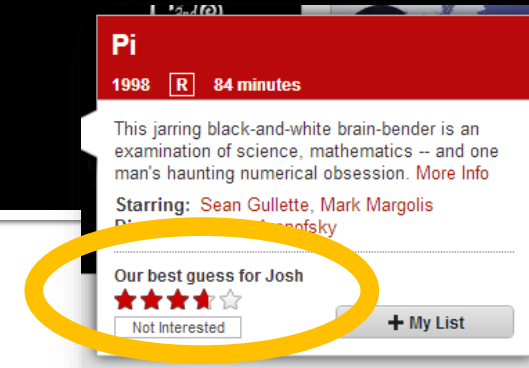 Pi
1998 R 84 minutes
This jarring black-and-white brain-bender is an
examination of science, mathematics -- and one
man's haunting numerical obsession. More Info
Starring: Sean Gullette, Mark Margolis
Our best guess for Josh
Not Interested
+ My List